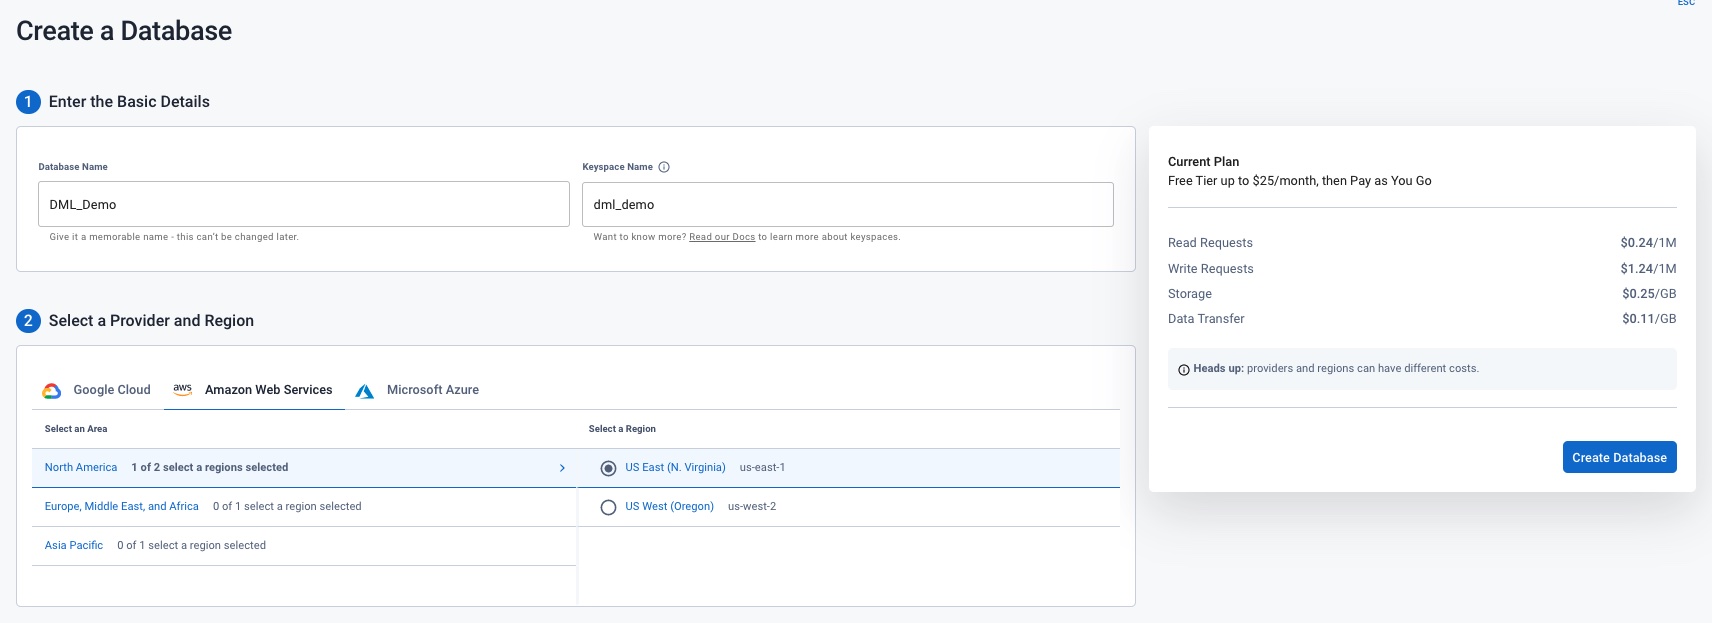 ESC
Create a Database
1 Enter the Basic Details
Database Name
DML_Demo
Give it a memorable name - this can't be changed later.
Keyspace Name
dml_demo
Want to know more? Read our Docs to learn more about keyspaces.
2 Select a Provider and Region
Google Cloud aws Amazon Web Services Microsoft Azure
Select an Area Select a Region
North America 1 of 2 select a regions selected US East (N. Virginia) us-east-1
Europe, Middle East, and Africa 0 of 1 select a region selected US West (Oregon) us-west-2
Asia Pacific 0 of 1 select a region selected
Current Plan
Free Tier up to $25/month, then Pay as You Go
Read Requests $0.24/1M
Write Requests $1.24/1M
Storage $0.25/GB
Data Transfer $0.11/GB
Heads up: providers and regions can have different costs.
Create Database